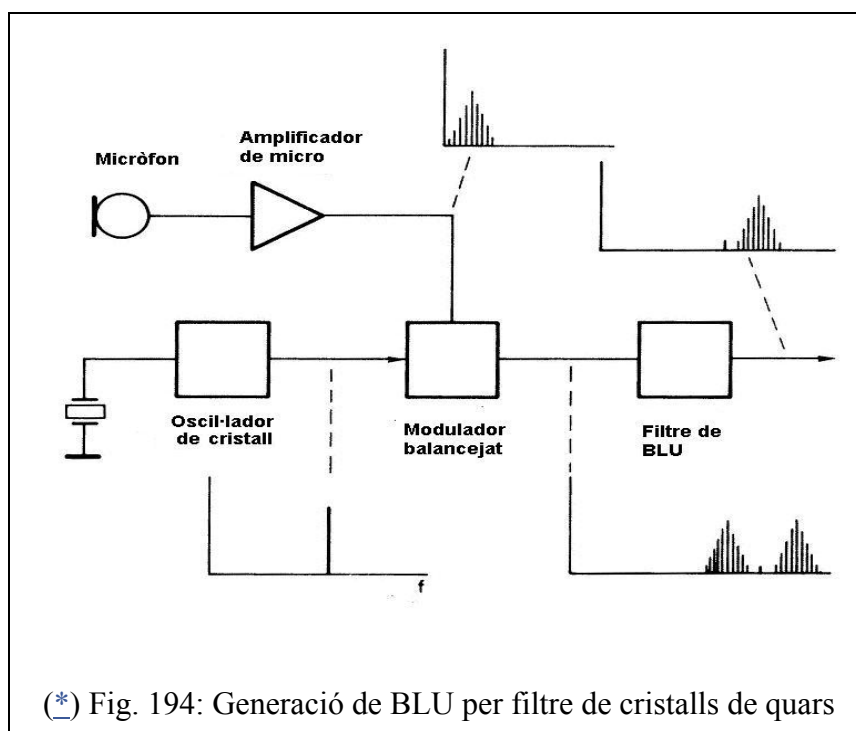 Micròfon
Amplificador
de micro
Oscil·lador
de cristall
Modulador
balancejat
Filtre de
BLU
f
(*) Fig. 194: Generació de BLU per filtre de cristalls de quars